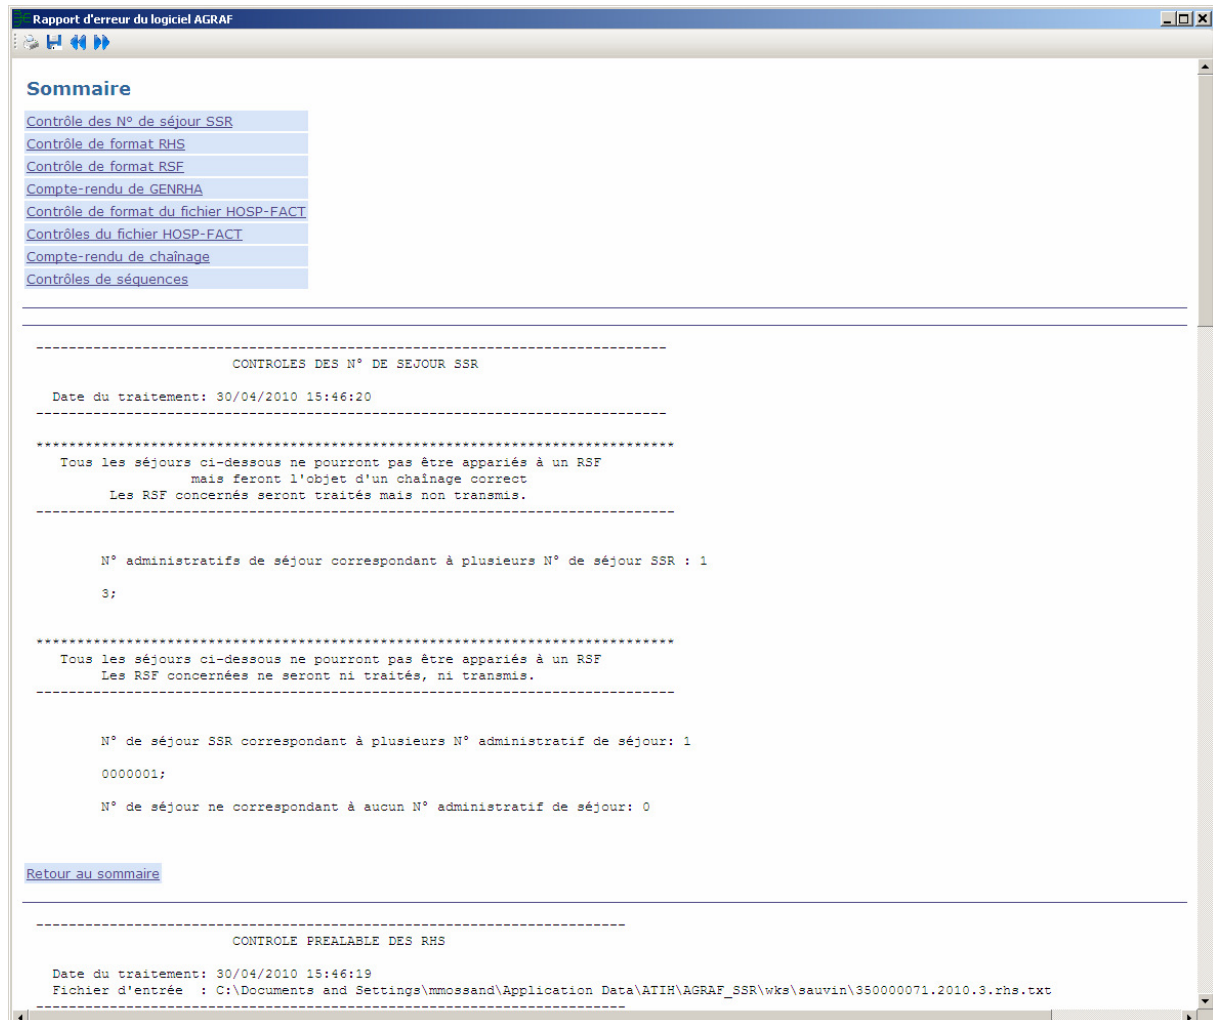 Rapport d'erreur du logiciel AGRAF
Sommaire
Contrôle des N° de séjour SSR
Contrôle de format RHS
Contrôle de format RSF
Compte-rendu de GENRHA
Contrôle de format du fichier HOSP-FACT
Contrôles du fichier HOSP-FACT
Compte-rendu de chaînage
Contrôles de séquences
-----------------------------------------------------------------------------
CONTROLES DES N° DE SEJOUR SSR
Date du traitement: 30/04/2010 15:46:20
-----------------------------------------------------------------------------
******************************************************************************
Tous les séjours ci-dessous ne pourront pas être appariés à un RSF
mais feront l'objet d'un chaînage correct
Les RSF concernés seront traités mais non transmis.
------------------------------------------------------------------------------
N° administratifs de séjour correspondant à plusieurs N° de séjour SSR : 1
3;
******************************************************************************
Tous les séjours ci-dessous ne pourront pas être appariés à un RSF
Les RSF concernées ne seront ni traités, ni transmis.
------------------------------------------------------------------------------
N° de séjour SSR correspondant à plusieurs N° administratif de séjour: 1
0000001;
N° de séjour ne correspondant à aucun N° administratif de séjour: 0
Retour au sommaire
------------------------------------------------------------------------
CONTROLE PREALABLE DES RHS
Date du traitement: 30/04/2010 15:46:19
Fichier d'entrée  : C:\Documents and Settings\mmossand\Application Data\ATIH\AGRAF_SSR\wks\sauvin\350000071.2010.3.rhs.txt
------------------------------------------------------------------------